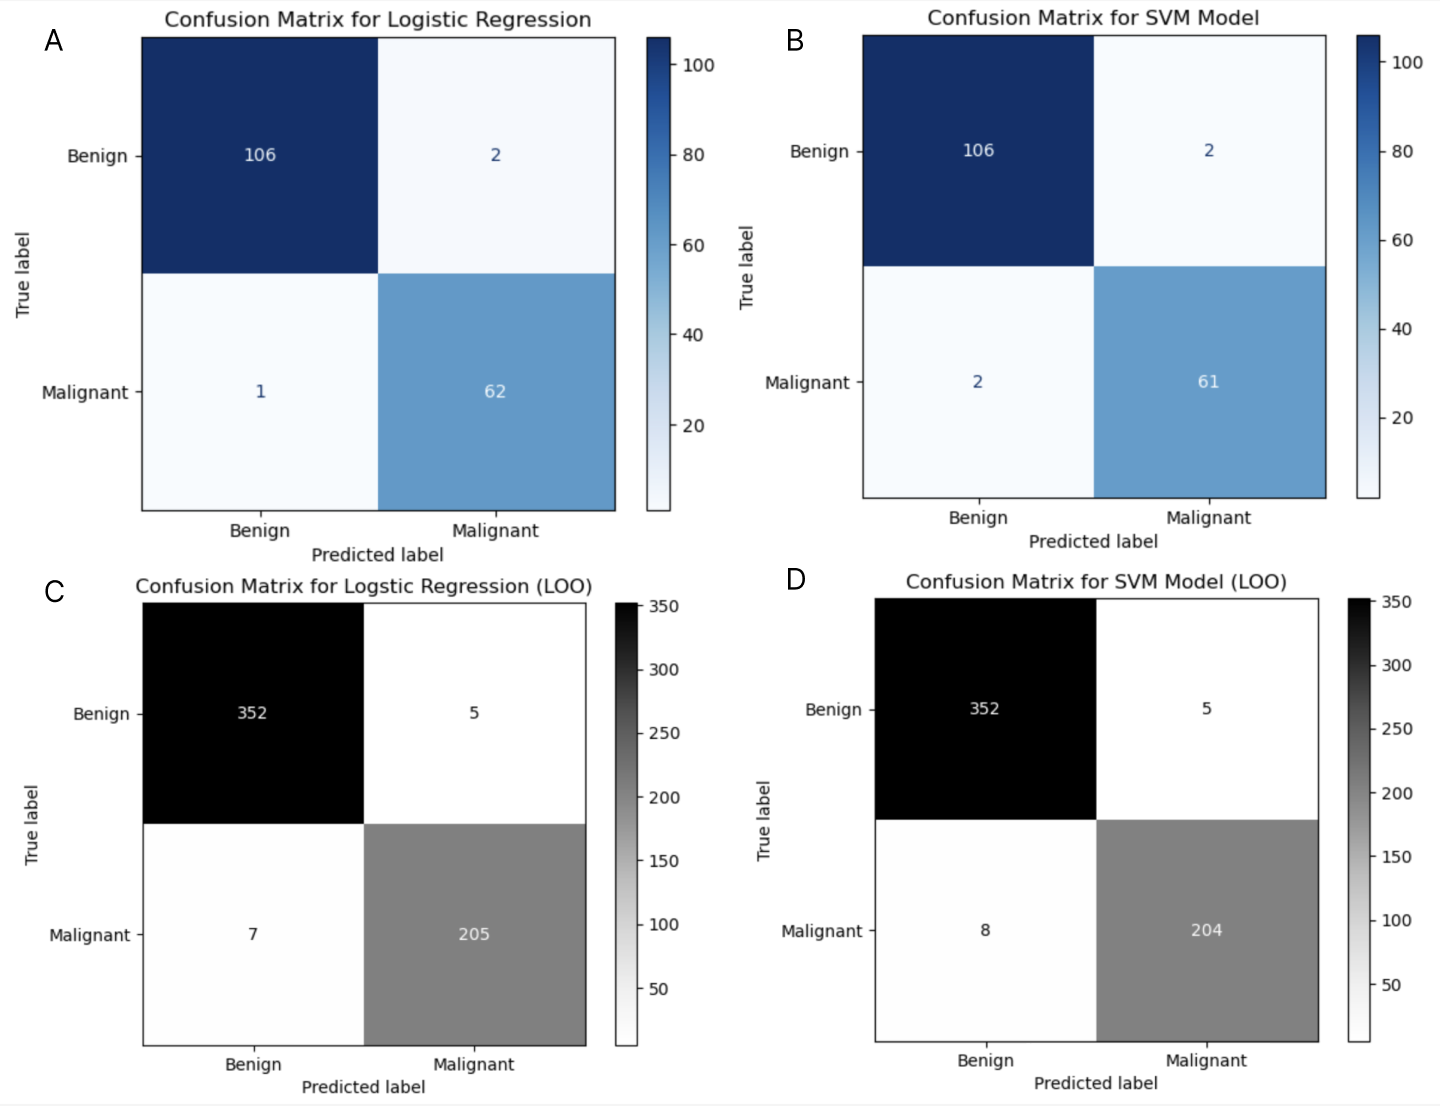 A
Confusion Matrix for Logistic Regression
Benign
106
2
Malignant
1
62
True label
Benign
Malignant
Predicted label
100
80
60
40
20
B
Confusion Matrix for SVM Model
Benign
106
2
Malignant
2
61
True label
Benign
Malignant
Predicted label
100
80
60
40
20
C
Confusion Matrix for Logstic Regression (LOO)
Benign
352
5
Malignant
7
205
True label
Benign
Malignant
Predicted label
350
300
250
200
150
100
50
D
Confusion Matrix for SVM Model (LOO)
Benign
352
5
Malignant
8
204
True label
Benign
Malignant
Predicted label
350
300
250
200
150
100
50